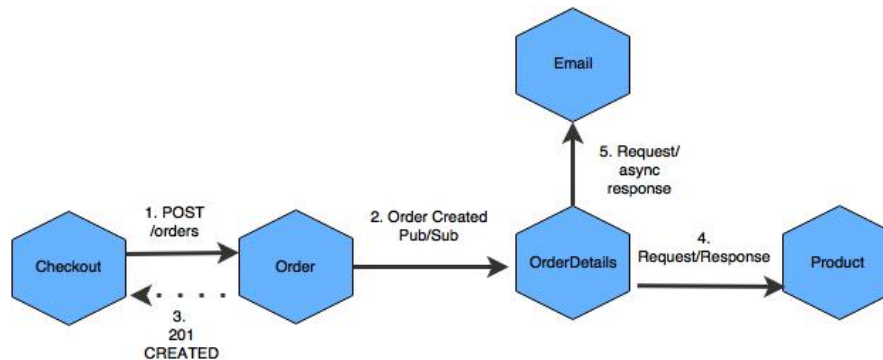 Email
5. Request/
async
response
1. POST
/orders
2. Order Created
Pub/Sub
4.
Request/Response
Checkout
Order
OrderDetails
Product
3.
201
CREATED